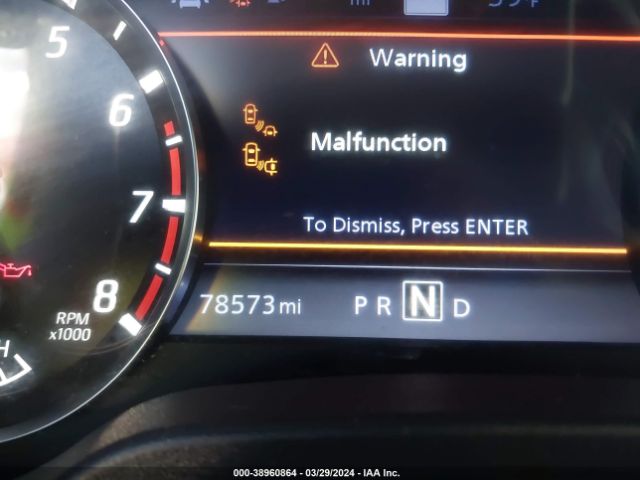 mi
Warning
Malfunction
To Dismiss, Press ENTER
5
6
7
8
RPM
x1000
H
78573 mi
P R N D
000-38960864 / 03/29/2024 - IAA Inc.